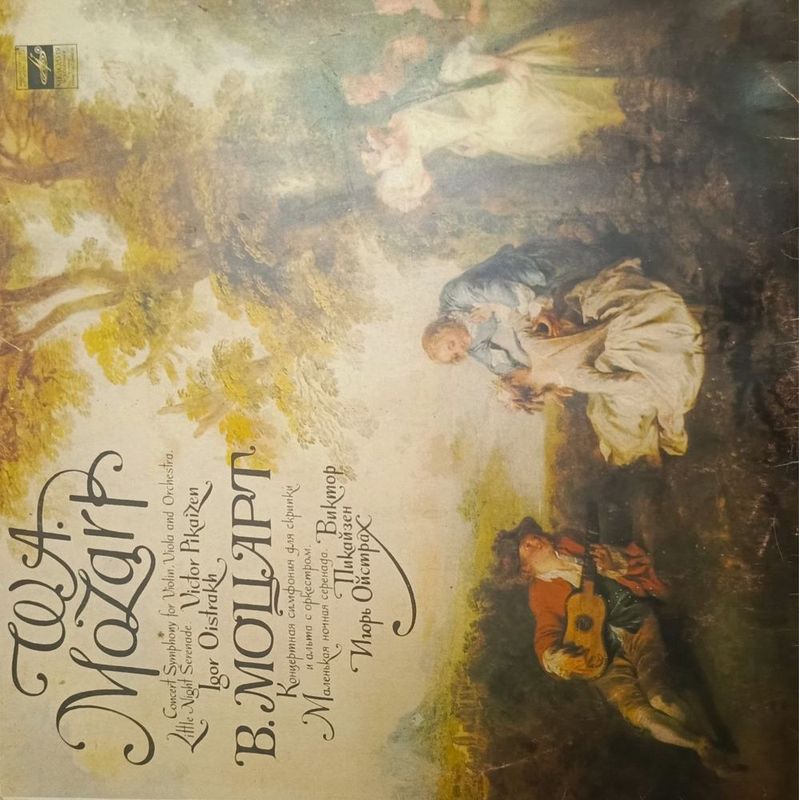 W.A.
Mozart
Concert Symphony for Violin, Viola and Orchestra.
Little Night Serenade. Victor Pikaizen
Igor Oistrakh
В. МОЦАРТ
Концертная симфония для скрипки
и альта с оркестром.
Маленькая ночная серенада. Виктор
Пикайзен
Игорь Ойстрах